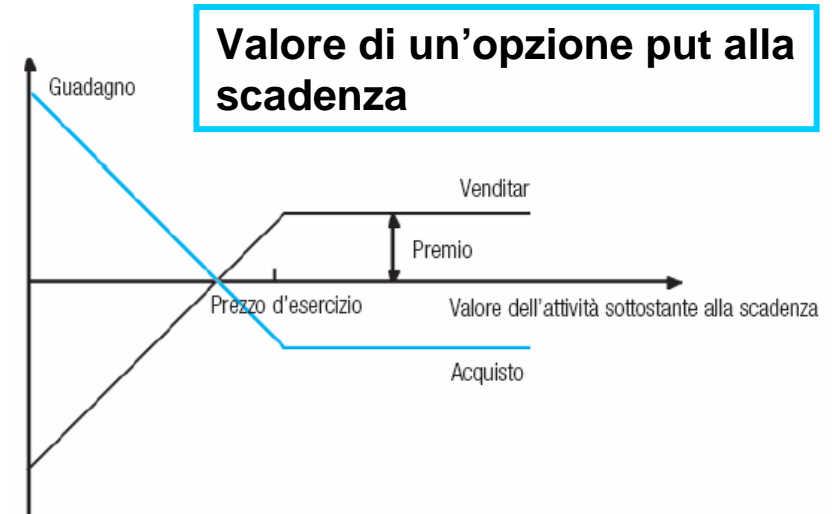 Valore di un’opzione put alla
scadenza
Guadagno
Venditar
Premio
Prezzo d'esercizio
Valore dell'attività sottostante alla scadenza
Acquisto